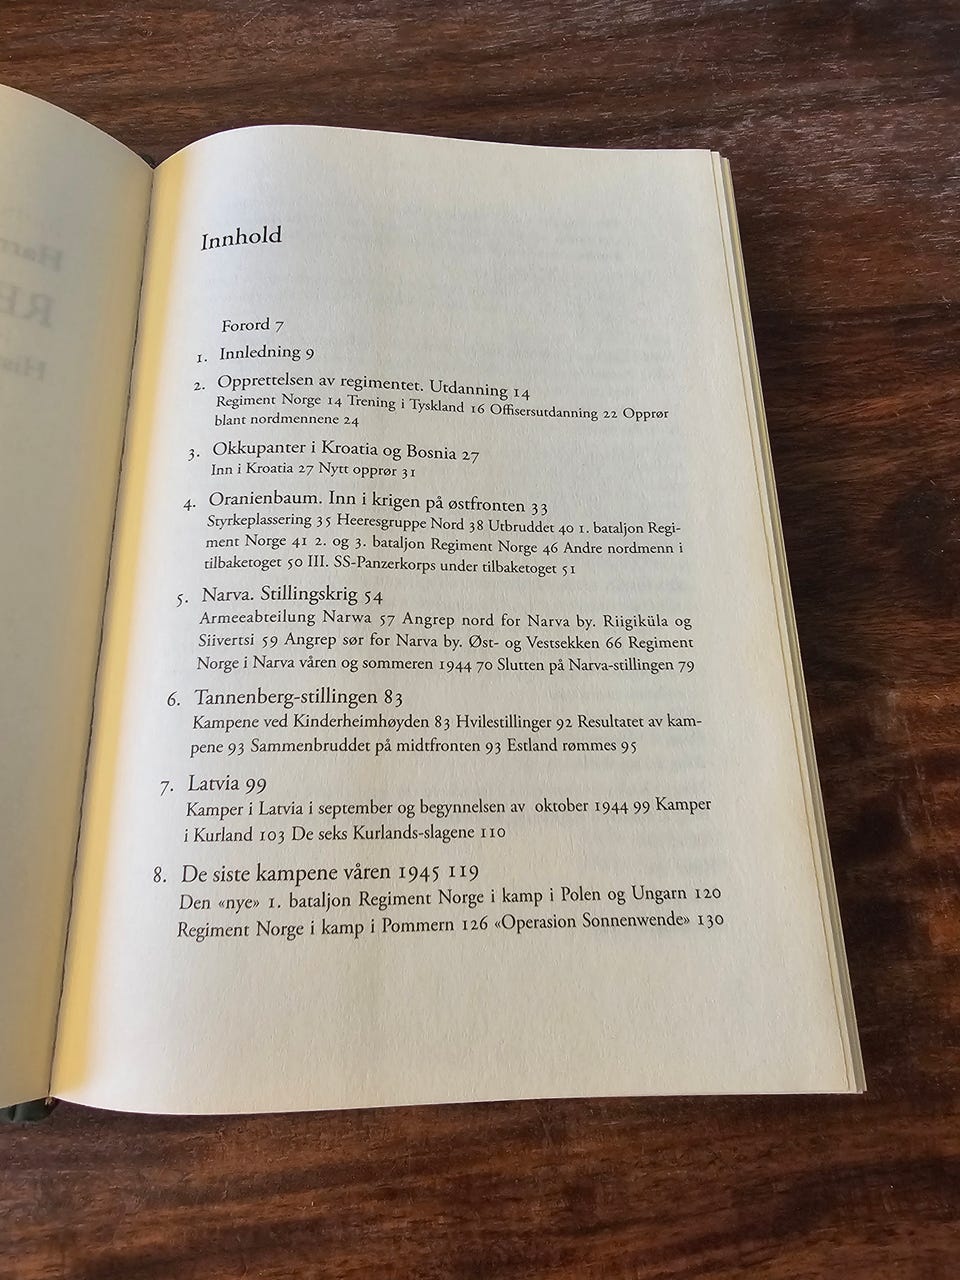 Innhold
Forord 7
1. Innledning 9
2. Opprettelsen av regimentet. Utdanning 14
Regiment Norge 14 Trening i Tyskland 16 Offisersutdanning 22 Opprør
blant nordmennene 24
3. Okkupanter i Kroatia og Bosnia 27
Inn i Kroatia 27 Nytt opprør 31
4. Oranienbaum. Inn i krigen på østfronten 33
Styrkeplassering 35 Heeresgruppe Nord 38 Utbruddet 40 1. bataljon Regi-
ment Norge 41 2. og 3. bataljon Regiment Norge 46 Andre nordmenn i
tilbaketoget 50 III. SS-Panzerkorps under tilbaketoget 51
5. Narva. Stillingskrig 54
Armeeabteilung Narwa 57 Angrep nord for Narva by. Riigiküla og
Siivertsi 59 Angrep sør for Narva by. Øst- og Vestsekken 66 Regiment
Norge i Narva våren og sommeren 1944 70 Slutten på Narva-stillingen 79
6. Tannenberg-stillingen 83
Kampene ved Kinderheimhøyden 83 Hvilestillinger 92 Resultatet av kam-
pene 93 Sammenbruddet på midtfronten 93 Estland rømmes 95
7. Latvia 99
Kamper i Latvia i september og begynnelsen av oktober 1944 99 Kamper
i Kurland 103 De seks Kurlands-slagene 110
8. De siste kampene våren 1945 119
Den «nye» 1. bataljon Regiment Norge i kamp i Polen og Ungarn 120
Regiment Norge i kamp i Pommern 126 «Operasion Sonnenwende» 130